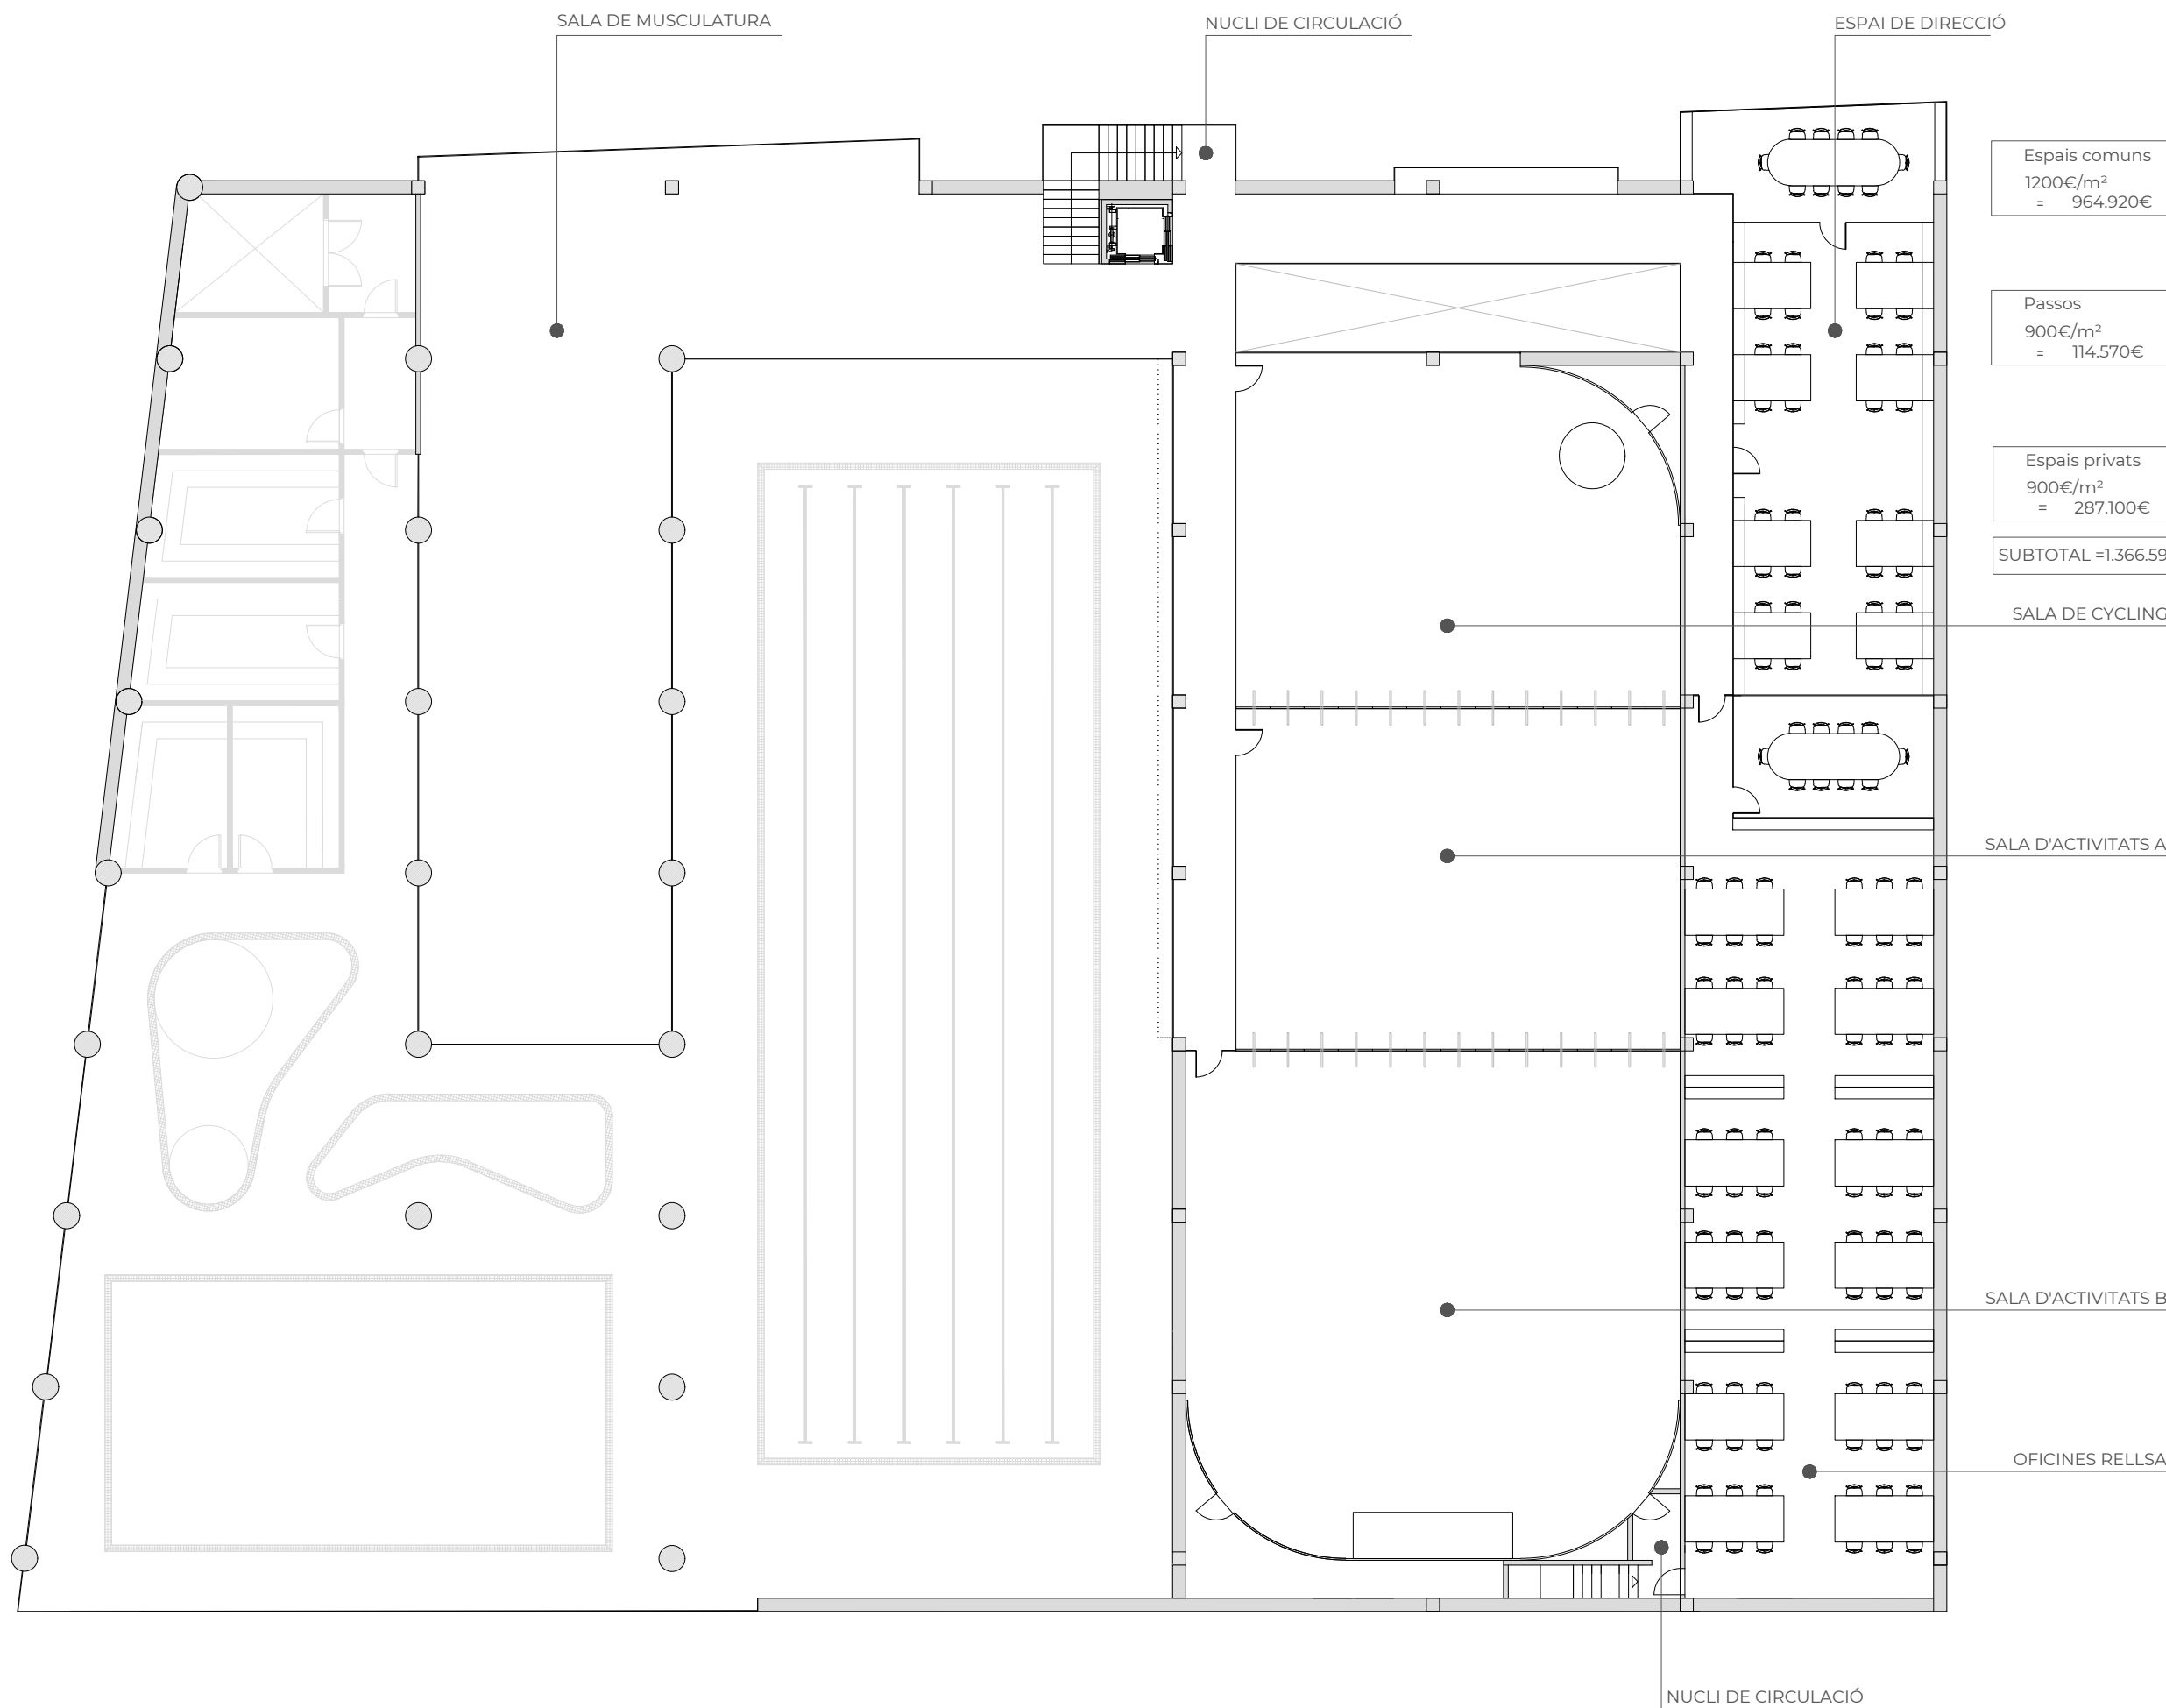 SALA DE MUSCULATURA
NUCLI DE CIRCULACIÓ
ESPAI DE DIRECCIÓ
Espais comuns
1200€/m²
= 964.920€
Passos
900€/m²
= 114.570€
Espais privats
900€/m²
= 287.100€
SUBTOTAL =1.366.59
SALA DE CYCLING
SALA D'ACTIVITATS A
SALA D'ACTIVITATS B
OFICINES RELLSA
NUCLI DE CIRCULACIÓ